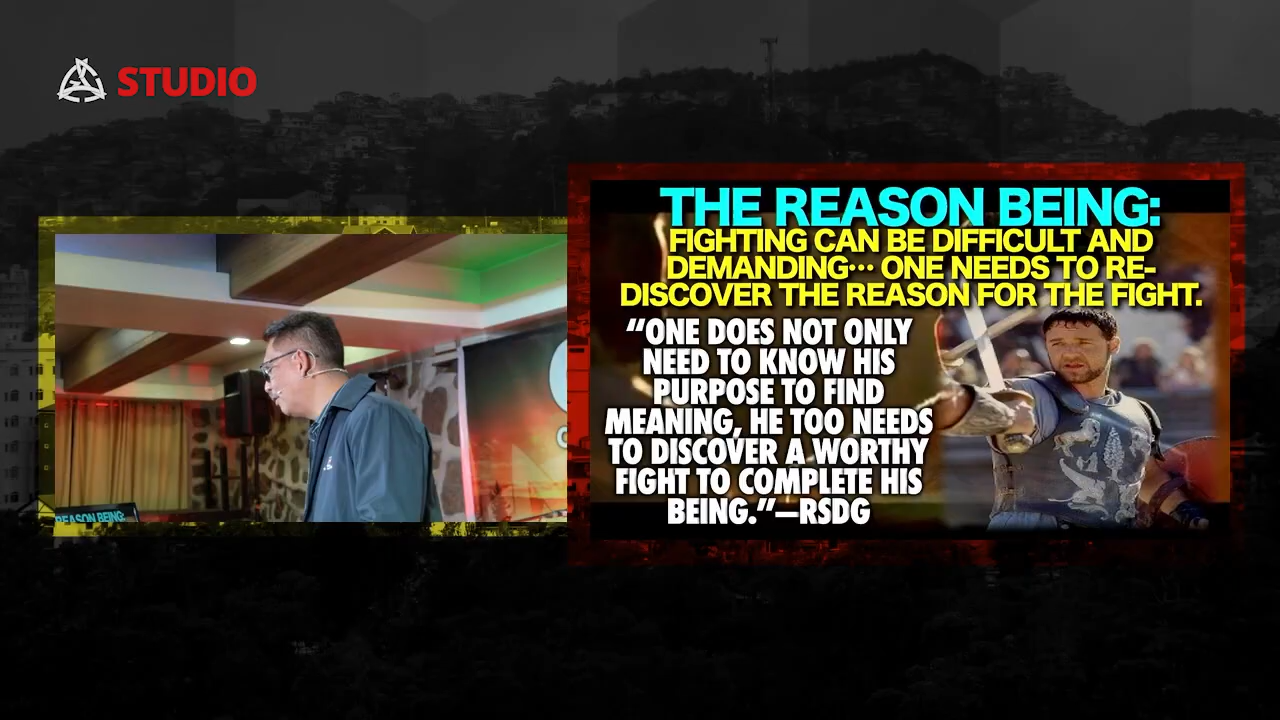 STUDIO
THE REASON BEING:
FIGHTING CAN BE DIFFICULT AND
DEMANDING... ONE NEEDS TO RE-
DISCOVER THE REASON FOR THE FIGHT.
“ONE DOES NOT ONLY
NEED TO KNOW HIS
PURPOSE TO FIND
MEANING, HE TOO NEEDS
TO DISCOVER A WORTHY
FIGHT TO COMPLETE HIS
BEING.”—RSDG
REASON BEING: